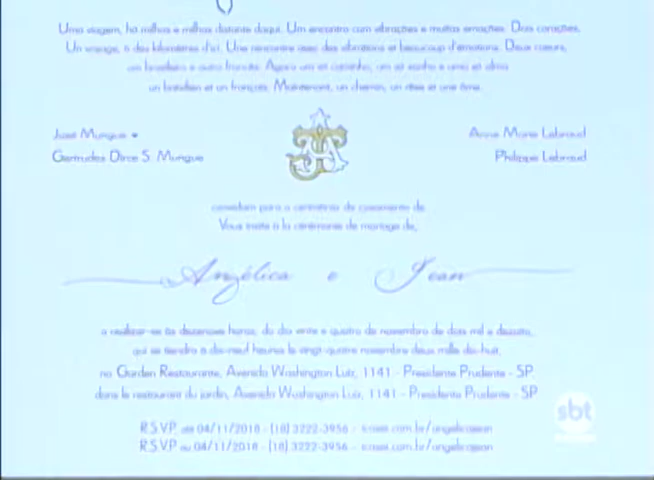 Uma viagem, há milhas e milhas distante daqui. Um encontro com vibrações e muitas emoções. Dois corações,
Un voyage, à des kilomètres d'ici. Une rencontre avec des vibrations et beaucoup d'émotions. Deux cœurs,
um brasileiro e outro francês. Agora um só caminho, um só sonho e uma só alma
un brésilien et un français. Maintenant, un chemin, un rêve et une âme.
José Mungue •
Gertrudes Dirce S. Mungue
Anne Marie Lebraud
Philippe Lebraud
convidam para a cerimônia de casamento de
Vous invite à la cérémonie de mariage de,
Angélica e Jean
a realizar-se às dezenove horas, do dia vinte e quatro de novembro de dois mil e dezoito,
qui se tiendra à dix-neuf heures le vingt-quatre novembre deux mille dix-huit,
no Garden Restaurante, Avenida Washington Luiz, 1141 - Presidente Prudente - SP
dans le restaurant du jardin, Avenida Washington Luiz, 1141 - Presidente Prudente - SP
R.S.V.P. até 04/11/2018 - (18) 3222-3956 -
R.S.V.P au 04/11/2018 - (18) 3222-3956 -
sbt